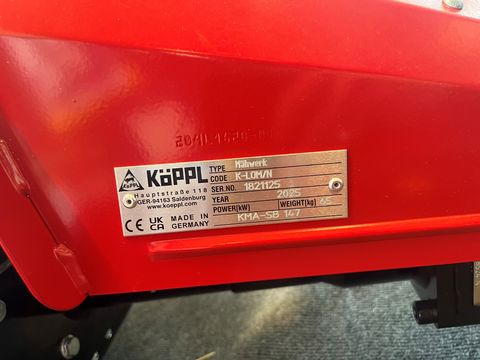 KÖPPL
Hauptstraße 118
GER-94163 Saldenburg
www.koeppl.com
CE UK CA MADE IN GERMANY
TYPE Mähwerk
CODE K-LOM/N
SER.NO. 1821125
YEAR 2025
POWER[kW] WEIGHT[kg] 65
KMA-SB 147